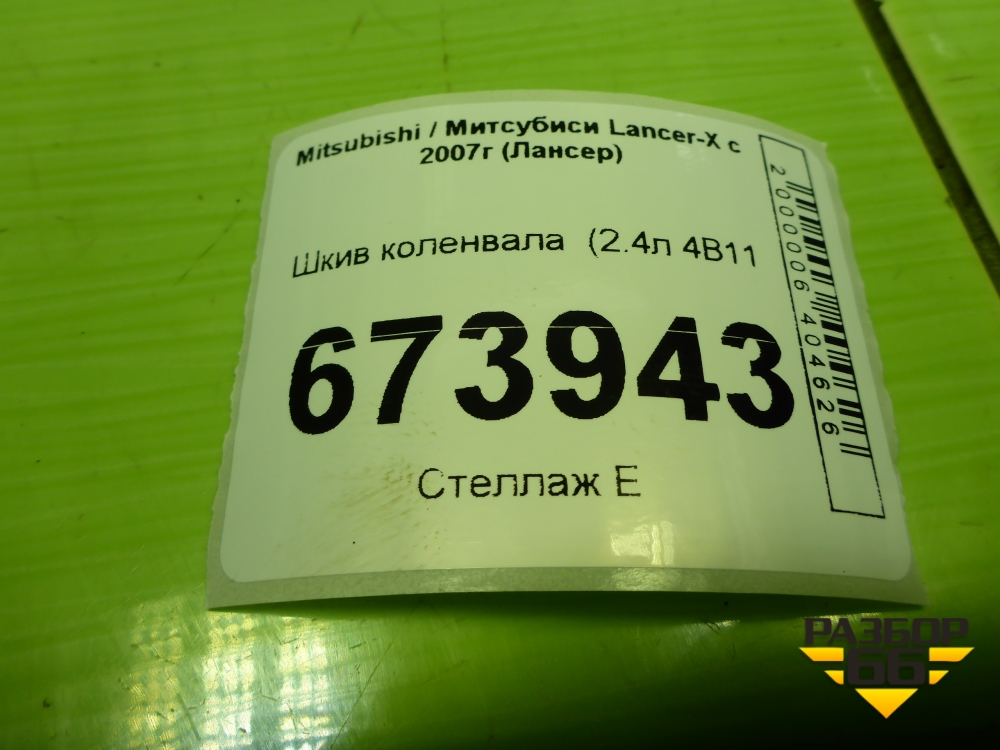 Mitsubishi / Митсубиси Lancer-X с
2007г (Лансер)
Шкив коленвала (2.4л 4В11
673943
Стеллаж Е
2000006404626
РАЗБОР
66